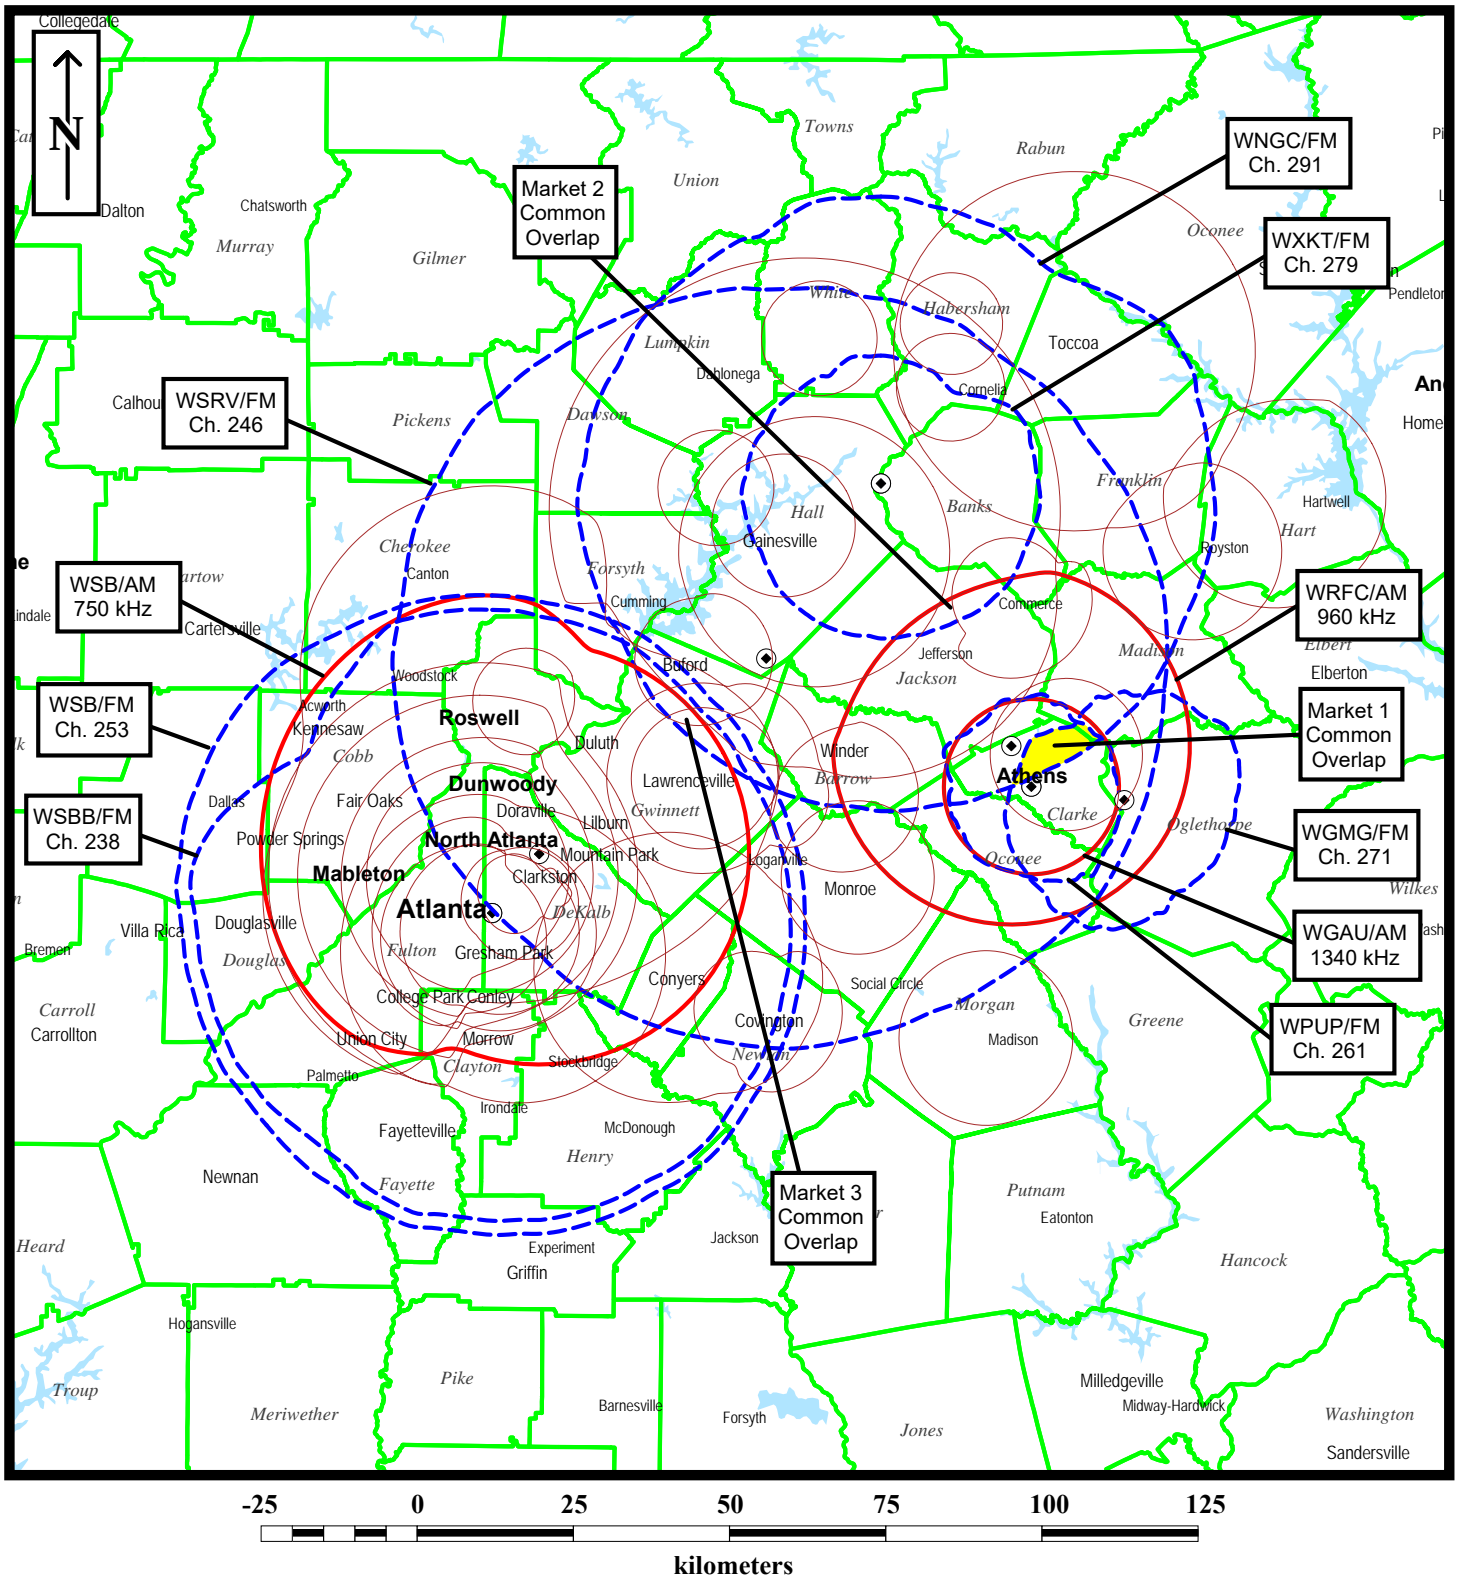 Collegedale
N
Dalton
Chatsworth
Murray
Gilmer
Union
Towns
Rabun
Oconee
WNGC/FM
Ch. 291
Market 2
Common
Overlap
WXKT/FM
Ch. 279
Pendleton
White
Habersham
Lumpkin
Toccoa
Dahlonega
Cornelia
Calhou
WSRV/FM
Ch. 246
Pickens
Dawson
Home
Franklin
Hartwell
Hart
Hall
Banks
Gainesville
Royston
Cherokee
Canton
Forsyth
Cumming
Commerce
WSB/AM
750 kHz
artow
WRFC/AM
960 kHz
Cartersville
Elbert
Elberton
Buford
Jefferson
Jackson
Madison
Woodstock
Acworth
Kennesaw
Roswell
WSB/FM
Ch. 253
Market 1
Common
Overlap
Cobb
Duluth
Winder
Barrow
Athens
Dunwoody
Lawrenceville
Gwinnett
Dallas
Fair Oaks
Doraville
Lilburn
Clarke
Oglethorpe
WSBB/FM
Ch. 238
Powder Springs
North Atlanta
Mountain Park
Loganville
Oconee
WGMG/FM
Ch. 271
Mableton
Clarkston
Monroe
Wilkes
Atlanta
DeKalb
Douglasville
Villa Rica
Bremen
Fulton
Gresham Park
WGAU/AM
1340 kHz
Douglas
Conyers
Social Circle
College Park
Conley
Morgan
Carroll
Carrollton
Covington
Newton
Madison
Greene
WPUP/FM
Ch. 261
Union City
Morrow
Clayton
Stockbridge
Palmetto
Irondale
Fayetteville
McDonough
Henry
Newnan
Fayette
Market 3
Common
Overlap
Putnam
Eatonton
Heard
Experiment
Griffin
Jackson
Hancock
Hogansville
Troup
Pike
Milledgeville
Midway-Hardwick
Meriwether
Barnesville
Forsyth
Jones
Washington
Sandersville
-25 0 25 50 75 100 125
kilometers